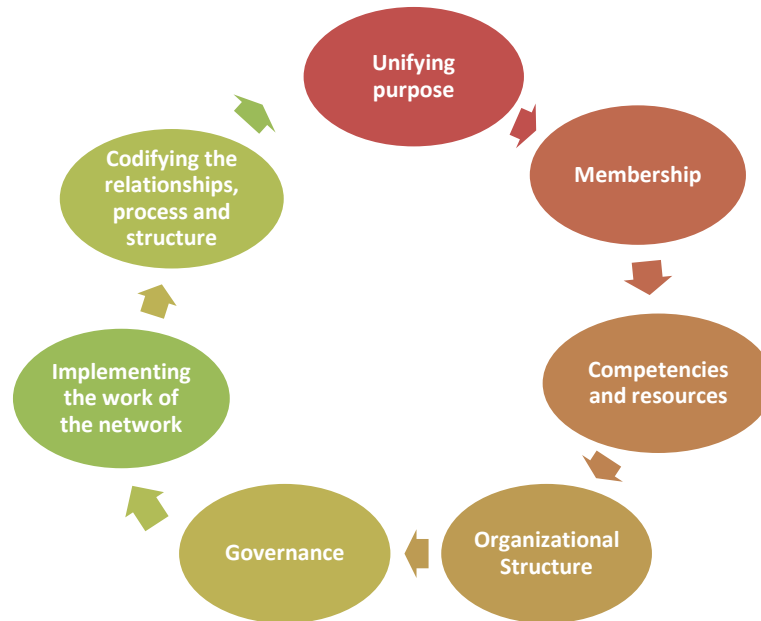 Unifying
purpose
Membership
Competencies
and resources
Organizational
Structure
Governance
Implementing
the work of
the network
Codifying the
relationships,
process and
structure